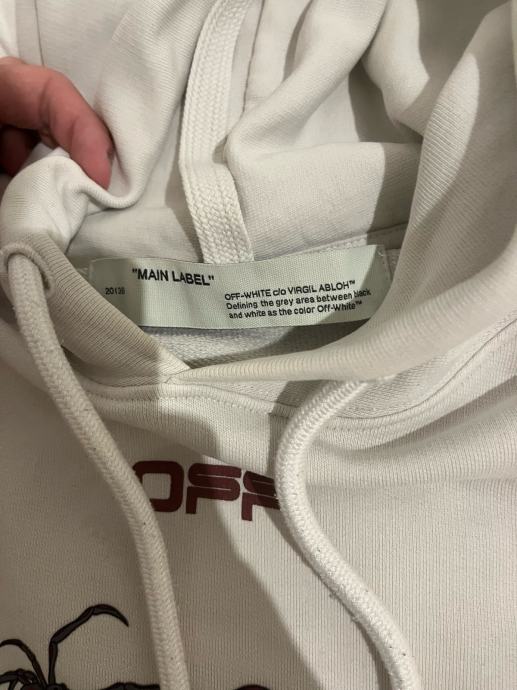 "MAIN LABEL"
OFF-WHITE c/o VIRGIL ABLOH™
Defining the grey area between black
and white as the color Off-White™
OFF